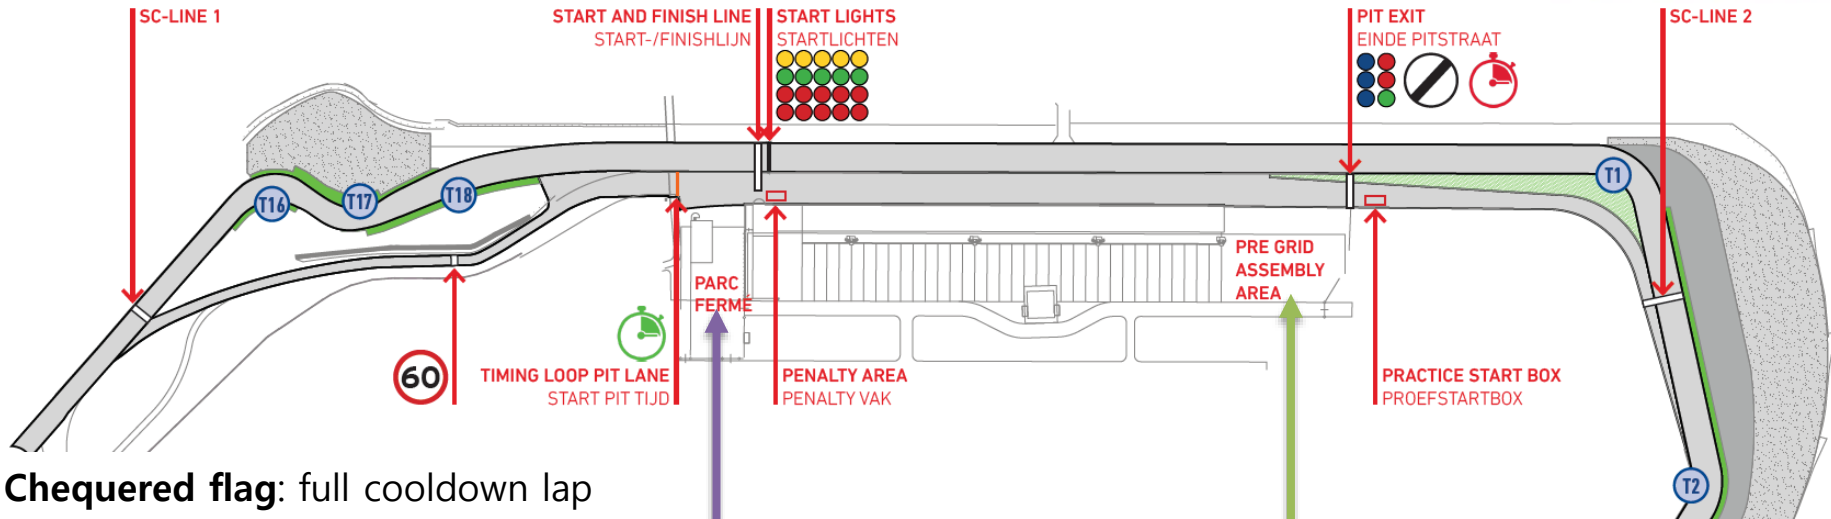 SC-LINE 1
START AND FINISH LINE
START-/FINISHLIJN
START LIGHTS
STARTLICHTEN
PIT EXIT
EINDE PITSTRAAT
SC-LINE 2
T16
T17
T18
T1
PRE GRID
ASSEMBLY
AREA
PARC
FERMÉ
60
TIMING LOOP PIT LANE
START PIT TIJD
PENALTY AREA
PENALTY VAK
PRACTICE START BOX
PROEFSTARTBOX
Chequered flag: full cooldown lap
T2